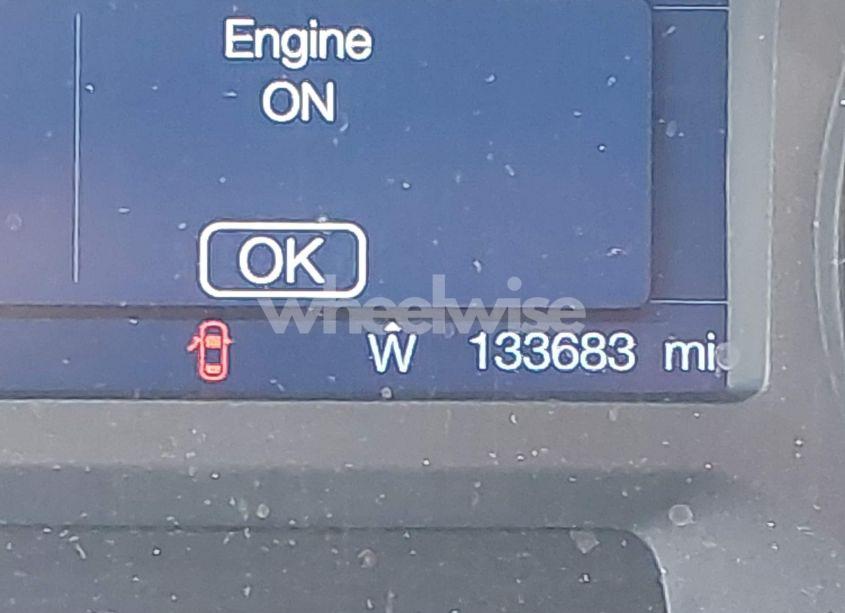 Engine
ON
OK
wheelwise
W 133683 mi